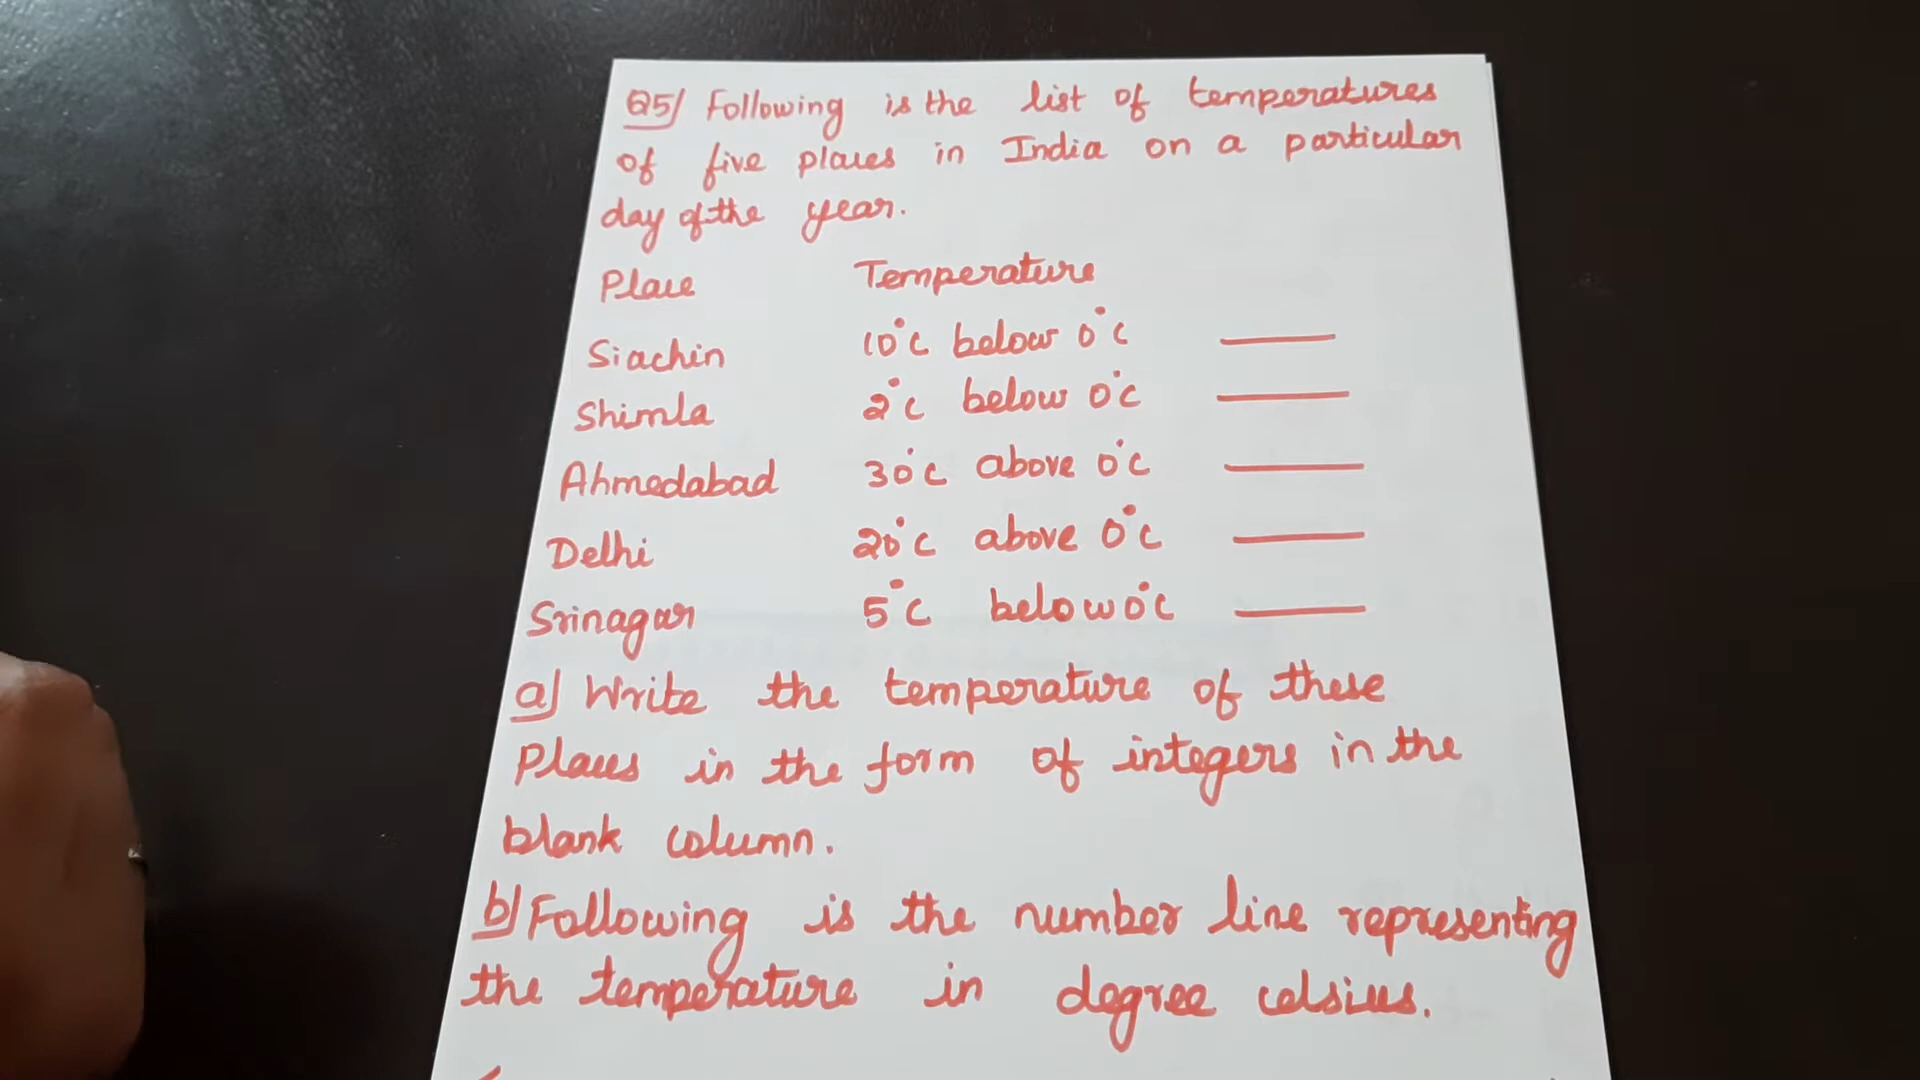 Q5/ Following is the list of temperatures
of five places in India on a particular
day of the year.
Place Temperature
Siachin 10°C below 0°C
Shimla 2°C below 0°C
Ahmedabad 30°C above 0°C
Delhi 20°C above 0°C
Srinagar 5°C below 0°C
a) Write the temperature of these
Places in the form of integers in the
blank column.
b) Following is the number line representing
the temperature in degree celsius.